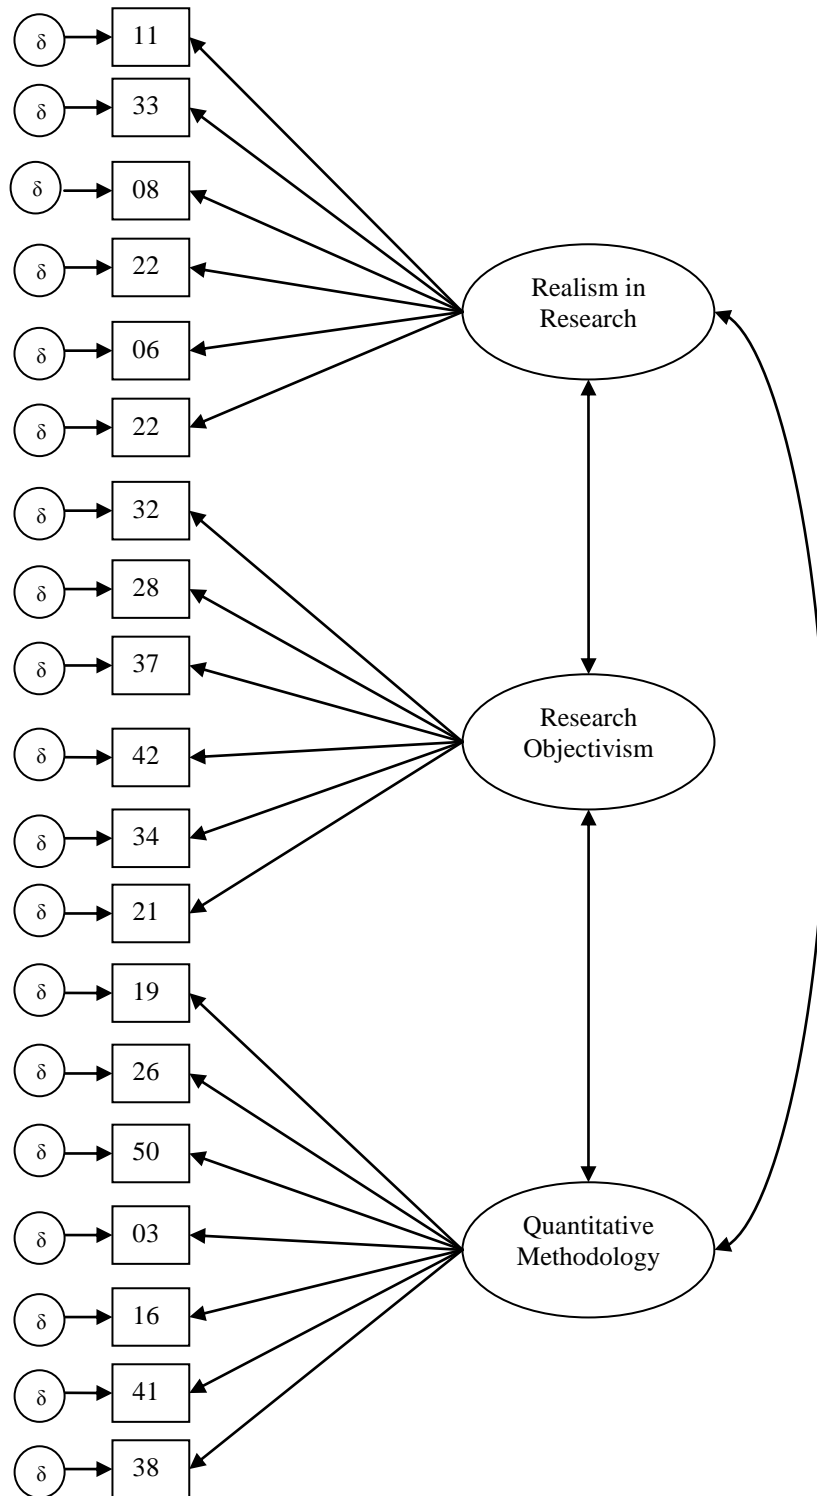 δ 11
δ 33
δ 08
δ 22
δ 06
δ 22
Realism in
Research
δ 32
δ 28
δ 37
δ 42
δ 34
δ 21
Research
Objectivism
δ 19
δ 26
δ 50
δ 03
δ 16
δ 41
δ 38
Quantitative
Methodology